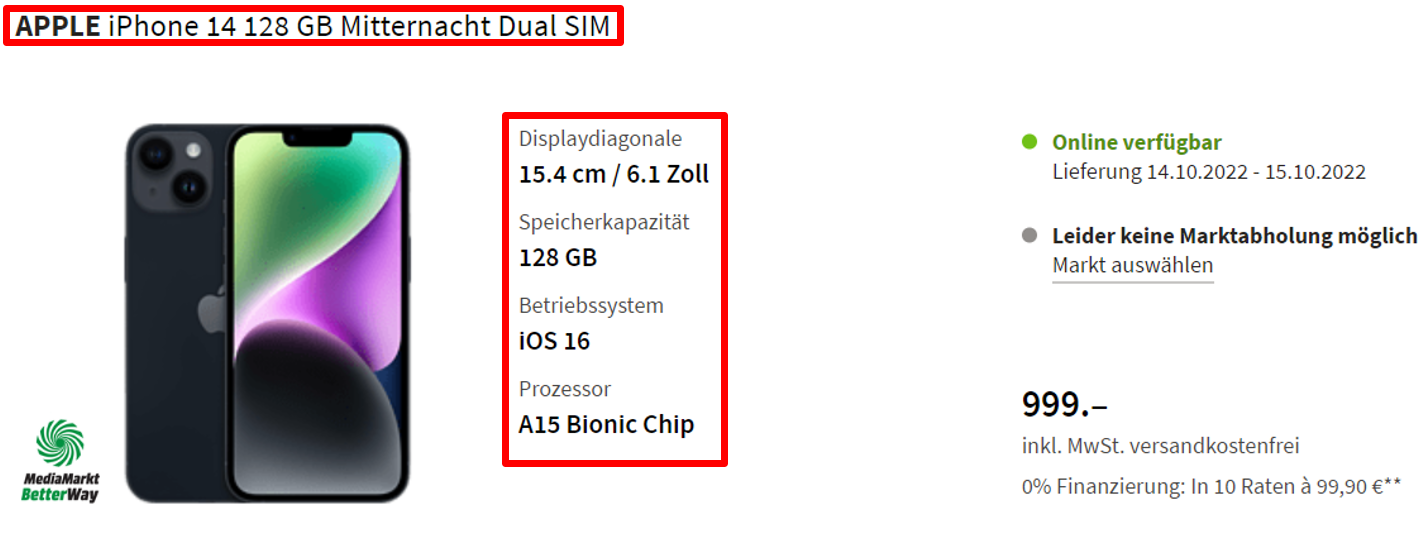 APPLE iPhone 14 128 GB Mitternacht Dual SIM
Displaydiagonale
15.4 cm / 6.1 Zoll
Speicherkapazität
128 GB
Betriebssystem
iOS 16
Prozessor
A15 Bionic Chip
MediaMarkt
BetterWay
Online verfügbar
Lieferung 14.10.2022 - 15.10.2022
Leider keine Marktabholung möglich
Markt auswählen
999.–
inkl. MwSt. versandkostenfrei
0% Finanzierung: In 10 Raten à 99,90 €**